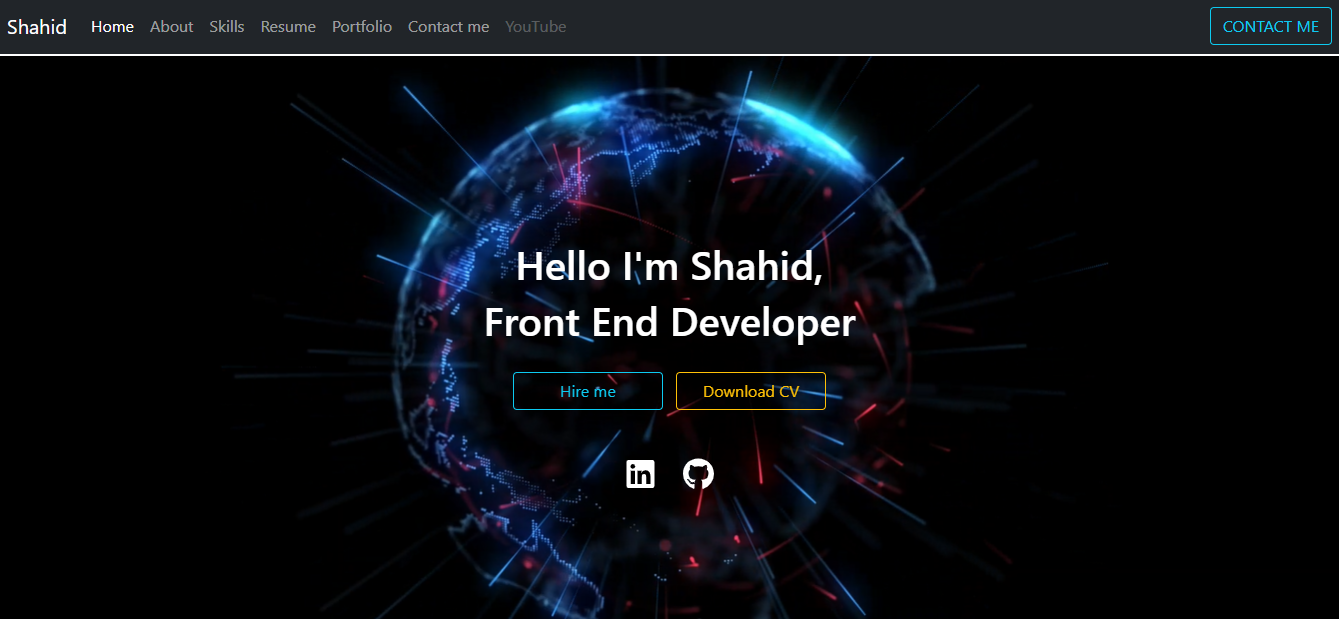 Shahid Home About Skills Resume Portfolio Contact me YouTube CONTACT ME
Hello I'm Shahid,
Front End Developer
Hire me Download CV
in